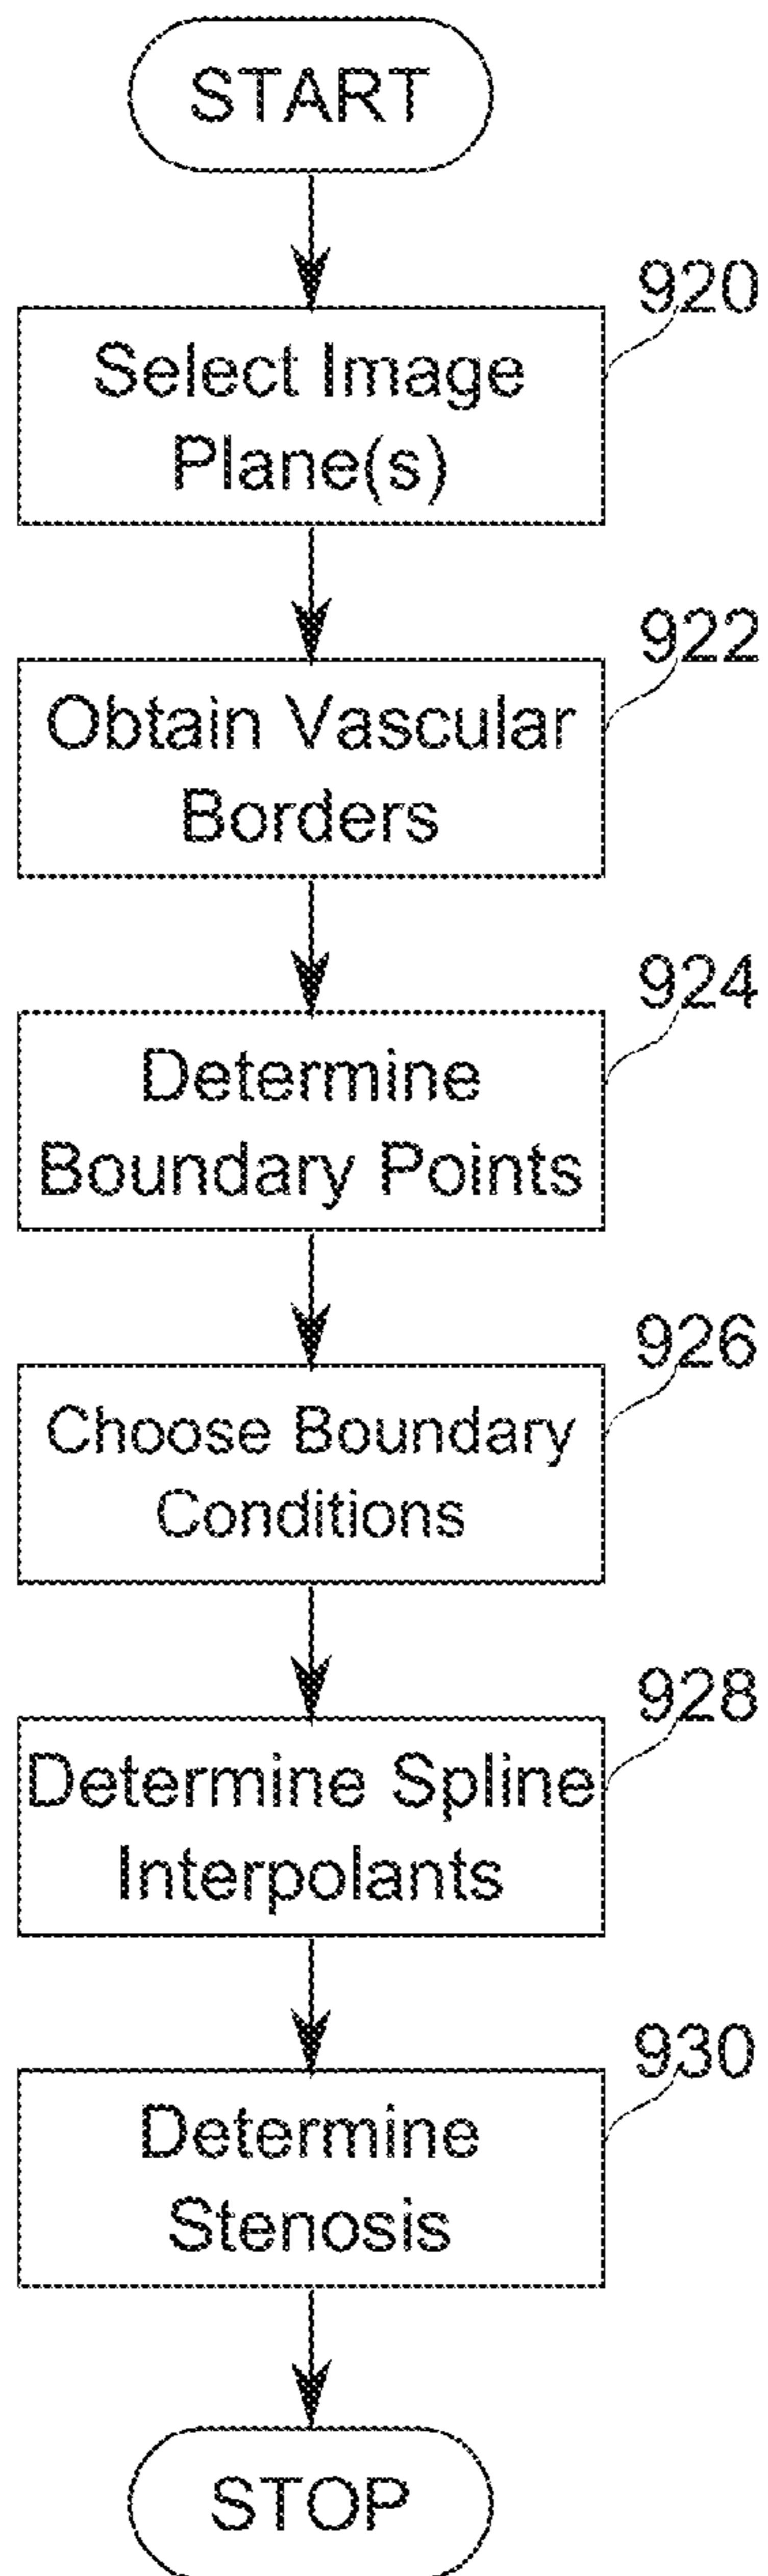 START
920
Select Image
Plane(s)
922
Obtain Vascular
Borders
924
Determine
Boundary Points
926
Choose Boundary
Conditions
928
Determine Spline
Interpolants
930
Determine
Stenosis
STOP